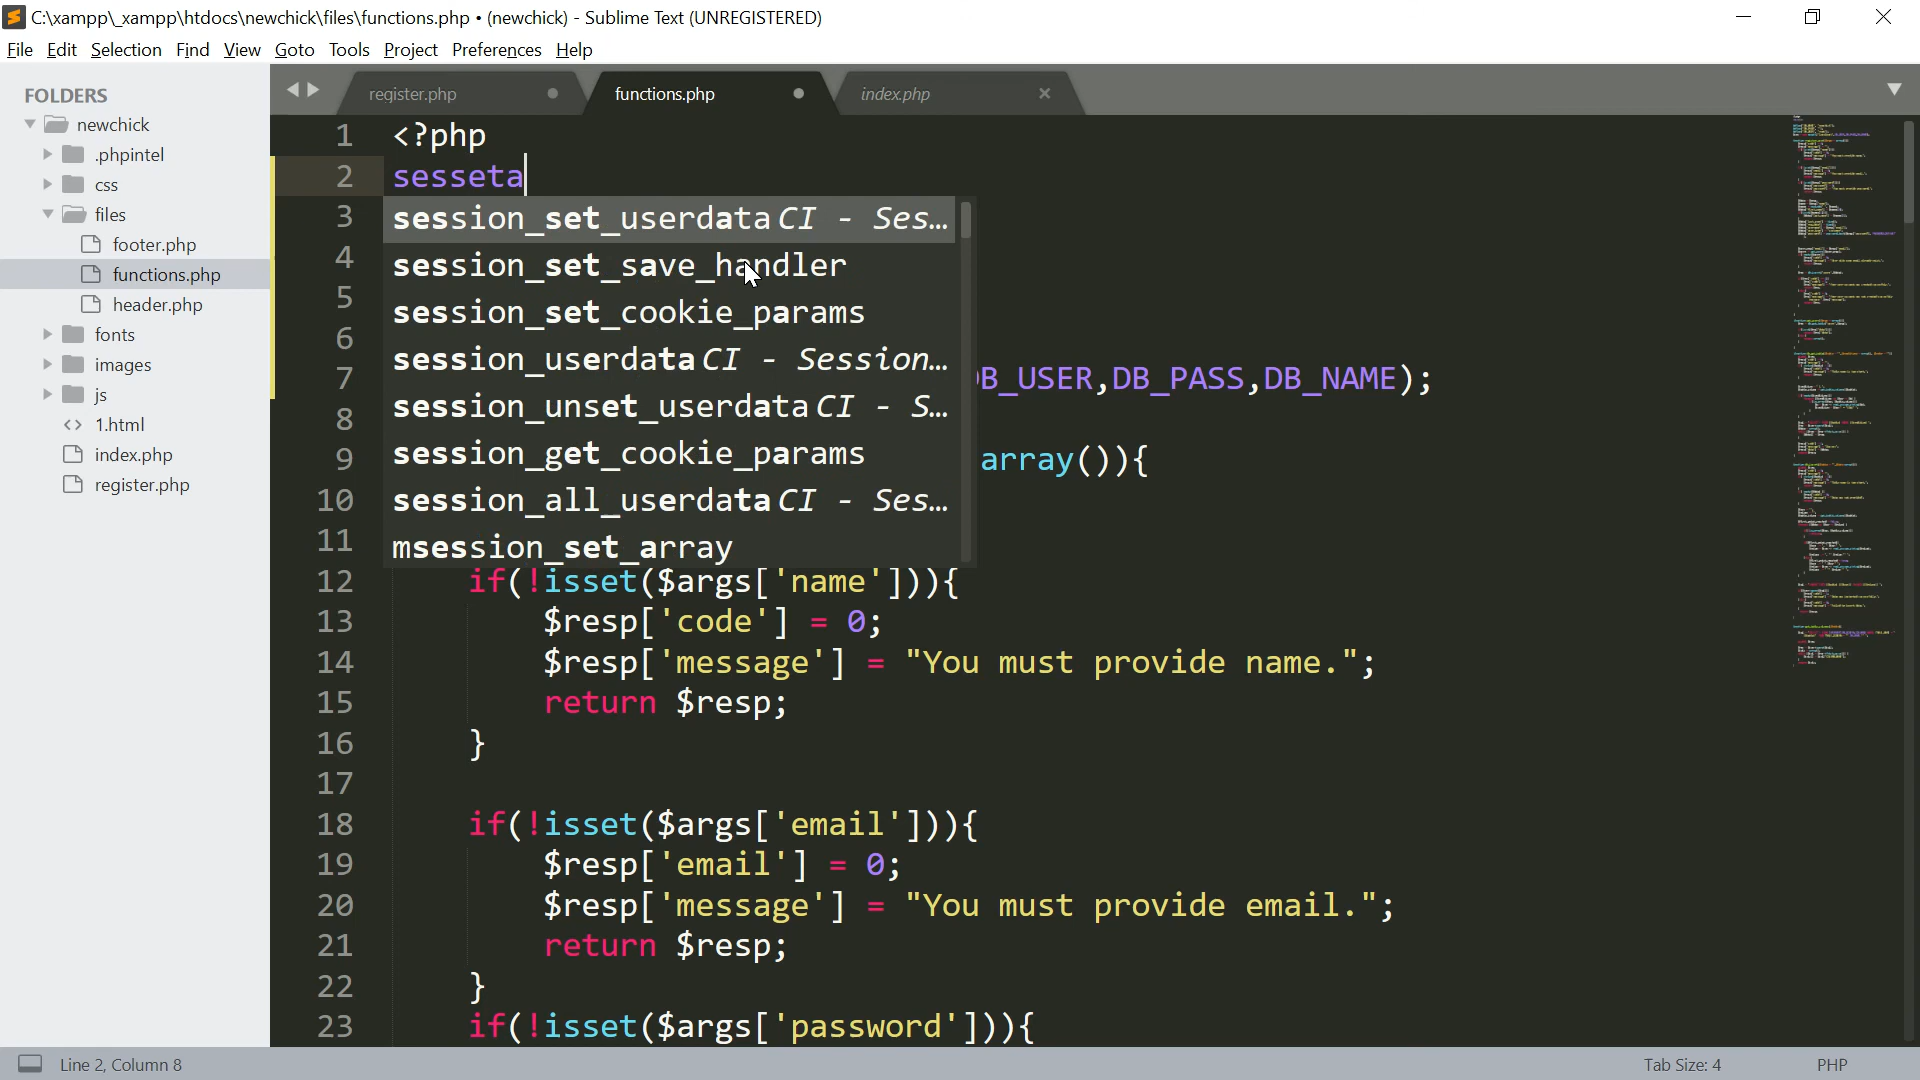 C:\xampp\_xampp\htdocs\newchick\files\functions.php • (newchick) - Sublime Text (UNREGISTERED)
File Edit Selection Find View Goto Tools Project Preferences Help
FOLDERS
newchick
.phpintel
css
files
footer.php
functions.php
header.php
fonts
images
js
<> 1.html
index.php
register.php
register.php functions.php index.php
1 <?php
2 sesseta
3 session_set_userdata CI - Ses…
4 session_set_save_handler
5 session_set_cookie_params
6 session_userdata CI - Session…
7 B_USER,DB_PASS,DB_NAME);
8 session_unset_userdata CI - S…
9 session_get_cookie_params array()){
10 session_all_userdata CI - Ses…
11 msession_set_array
12 if(!isset($args['name'])){
13 $resp['code'] = 0;
14 $resp['message'] = "You must provide name.";
15 return $resp;
16 }
17
18 if(!isset($args['email'])){
19 $resp['email'] = 0;
20 $resp['message'] = "You must provide email.";
21 return $resp;
22 }
23 if(!isset($args['password'])){
Line 2, Column 8 Tab Size: 4 PHP